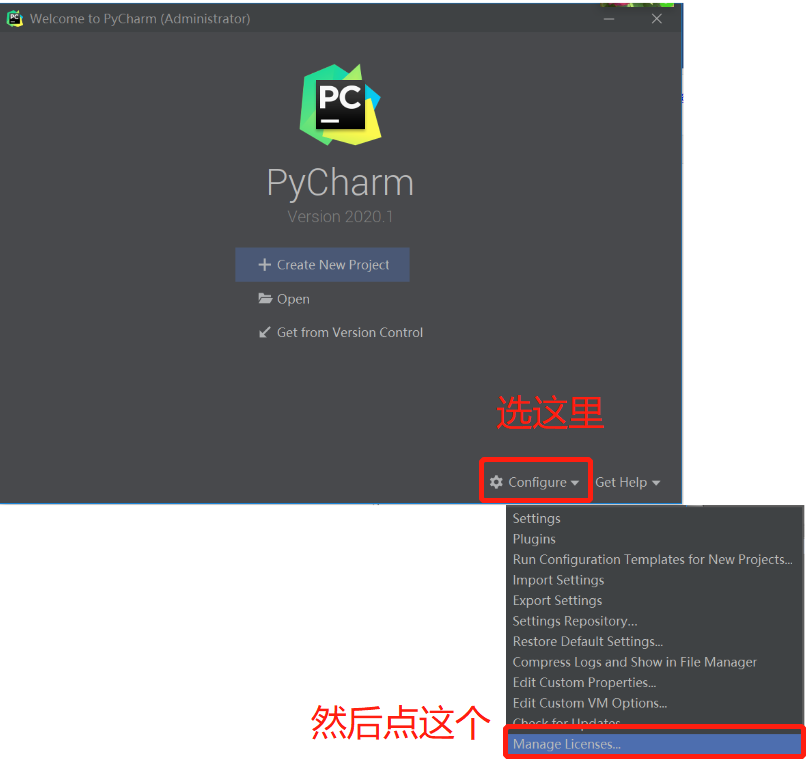 PC
Welcome to PyCharm (Administrator)
PC
PyCharm
Version 2020.1
Create New Project
Open
Get from Version Control
选这里
Configure
Get Help
Settings
Plugins
Run Configuration Templates for New Projects...
Import Settings
Export Settings
Settings Repository...
Restore Default Settings...
Compress Logs and Show in File Manager
Edit Custom Properties...
Edit Custom VM Options...
Check for Updates
然后点这个
Manage Licenses...